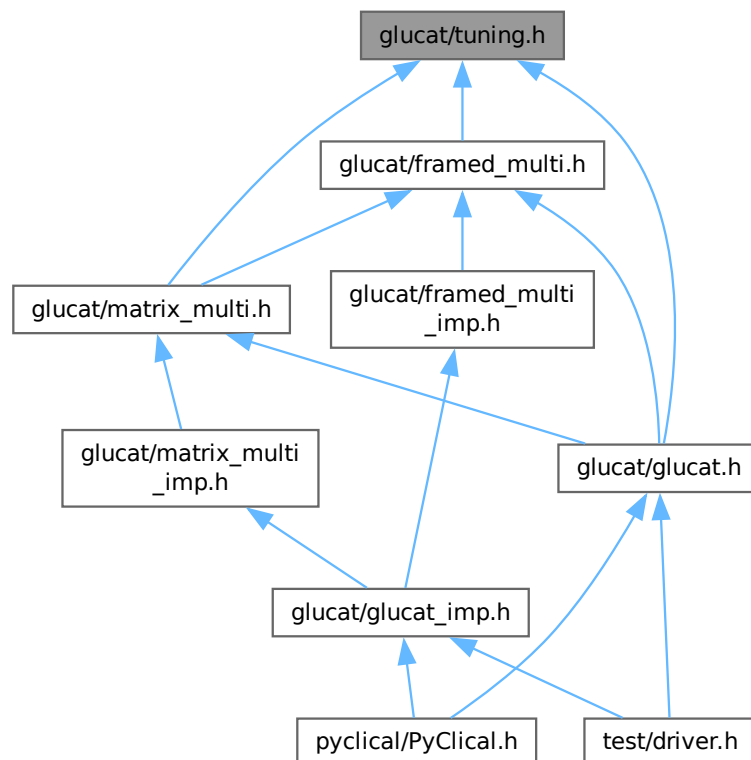 glucat/tuning.h
glucat/framed_multi.h
glucat/matrix_multi.h
glucat/framed_multi
_imp.h
glucat/matrix_multi
_imp.h
glucat/glucat.h
glucat/glucat_imp.h
pyclical/PyClical.h
test/driver.h